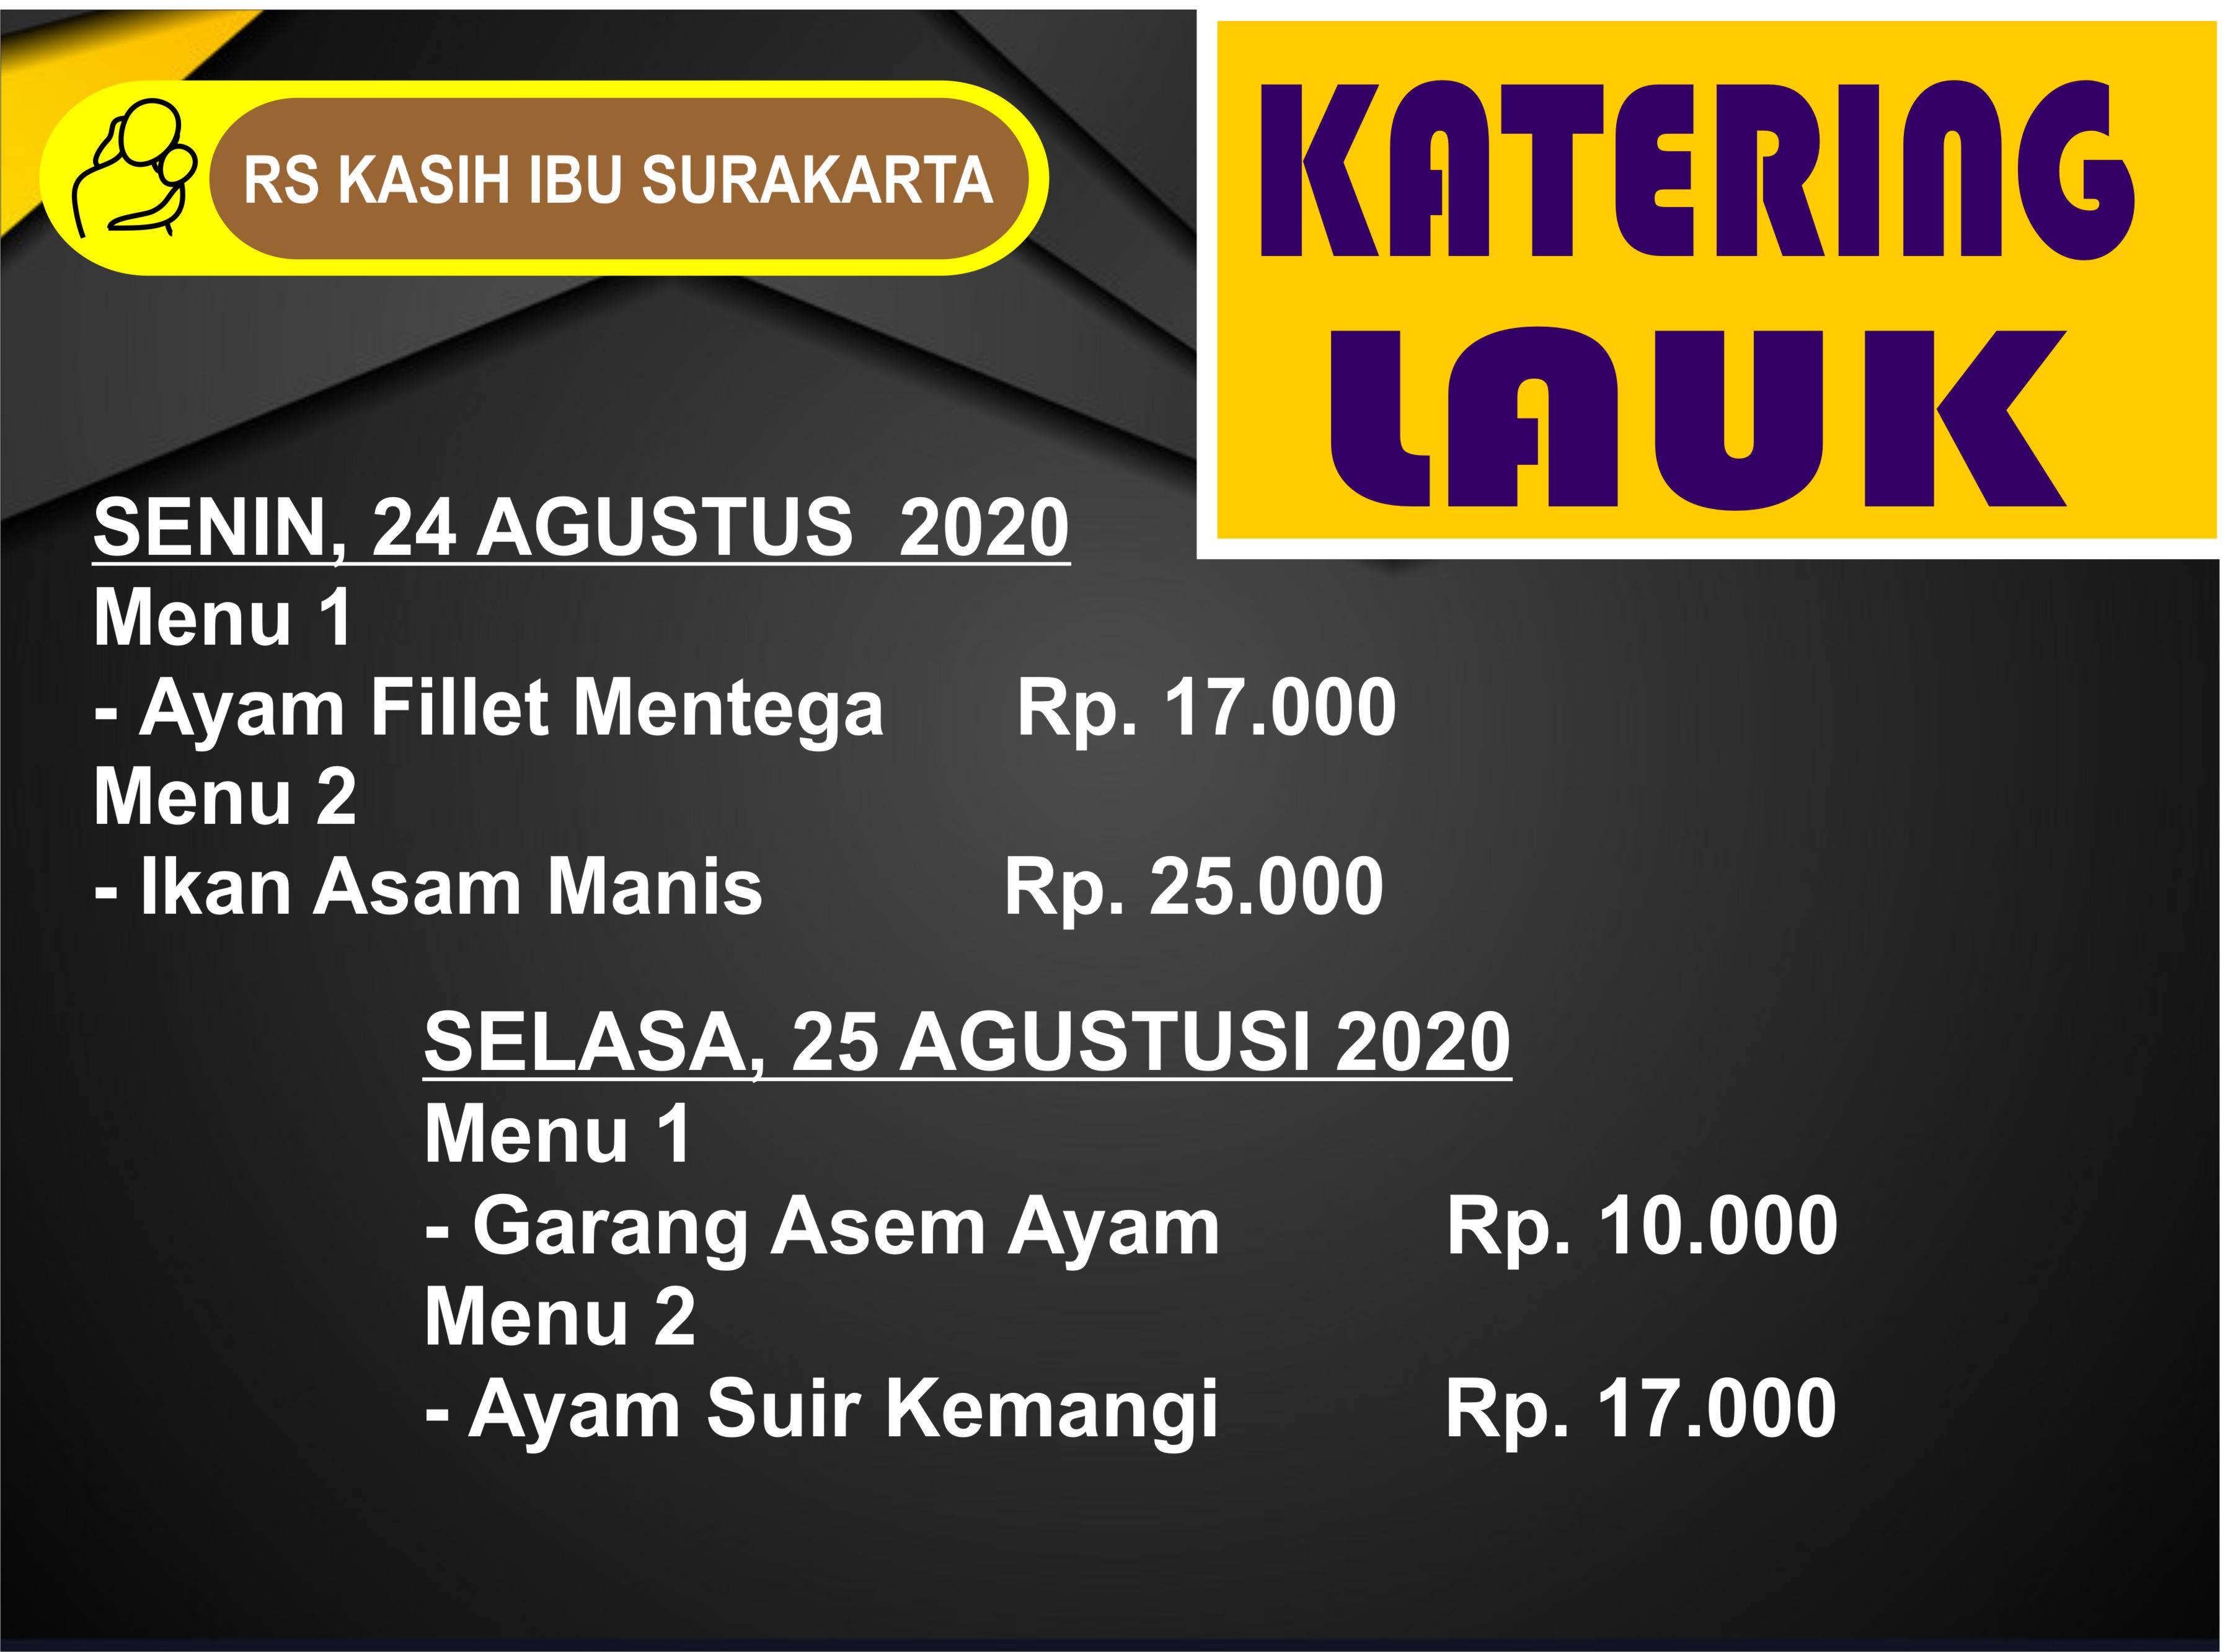 RS KASIH IBU SURAKARTA
KATERING
LAUK
SENIN, 24 AGUSTUS  2020
Menu 1
- Ayam Fillet Mentega Rp. 17.000
Menu 2
- Ikan Asam Manis Rp. 25.000
SELASA, 25 AGUSTUSI 2020
Menu 1
- Garang Asem Ayam Rp. 10.000
Menu 2
- Ayam Suir Kemangi Rp. 17.000